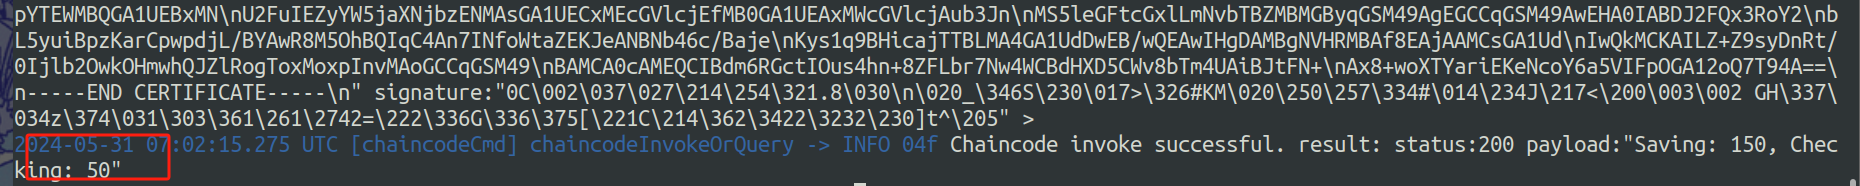 pYTEWMBQGA1UEBxMN\nU2FuIEZyYW5jaXNjbzENMAsGA1UECxMEcGVlcjEfMB0GA1UEAxMWcGVlcjAub3Jn\nMS5leGFtcGxlLmNvbTBZMBMGByqGSM49AgEGCCqGSM49AwEHA0IABDJ2FQx3RoY2\nb
L5yuiBpzKarCpwpdjL/BYAwR8M5OhBQIqC4An7INfoWtaZEKJeANBNb46c/Baje\nKys1q9BHicajTTBLMA4GA1UdDwEB/wQEAwIHgDAMBgNVHRMBAf8EAjAAMCsGA1Ud\nIwQkMCKAILZ+Z9syDnRt/
0Ijlb2OwkOHmwhQJZlRogToxMoxpInvMAoGCCqGSM49\nBAMCA0cAMEQCIBdm6RGctIOus4hn+8ZFLbr7Nw4WCBdHXD5CWv8bTm4UAiBJtFN+\nAx8+woXTYariEKeNcoY6a5VIFpOGA12oQ7T94A==\
n-----END CERTIFICATE-----\n" signature:"0C\002\037\027\214\254\321.8\030\n\020_\346S\230\017>\326#KM\020\250\257\334#\014\234J\217<\200\003\002 GH\337\
034z\374\031\303\361\261\2742=\222\336G\336\375[\221C\214\362\3422\3232\230]t^\205" >
2024-05-31 07:02:15.275 UTC [chaincodeCmd] chaincodeInvokeOrQuery -> INFO 04f Chaincode invoke successful. result: status:200 payload:"Saving: 150, Chec
king: 50"